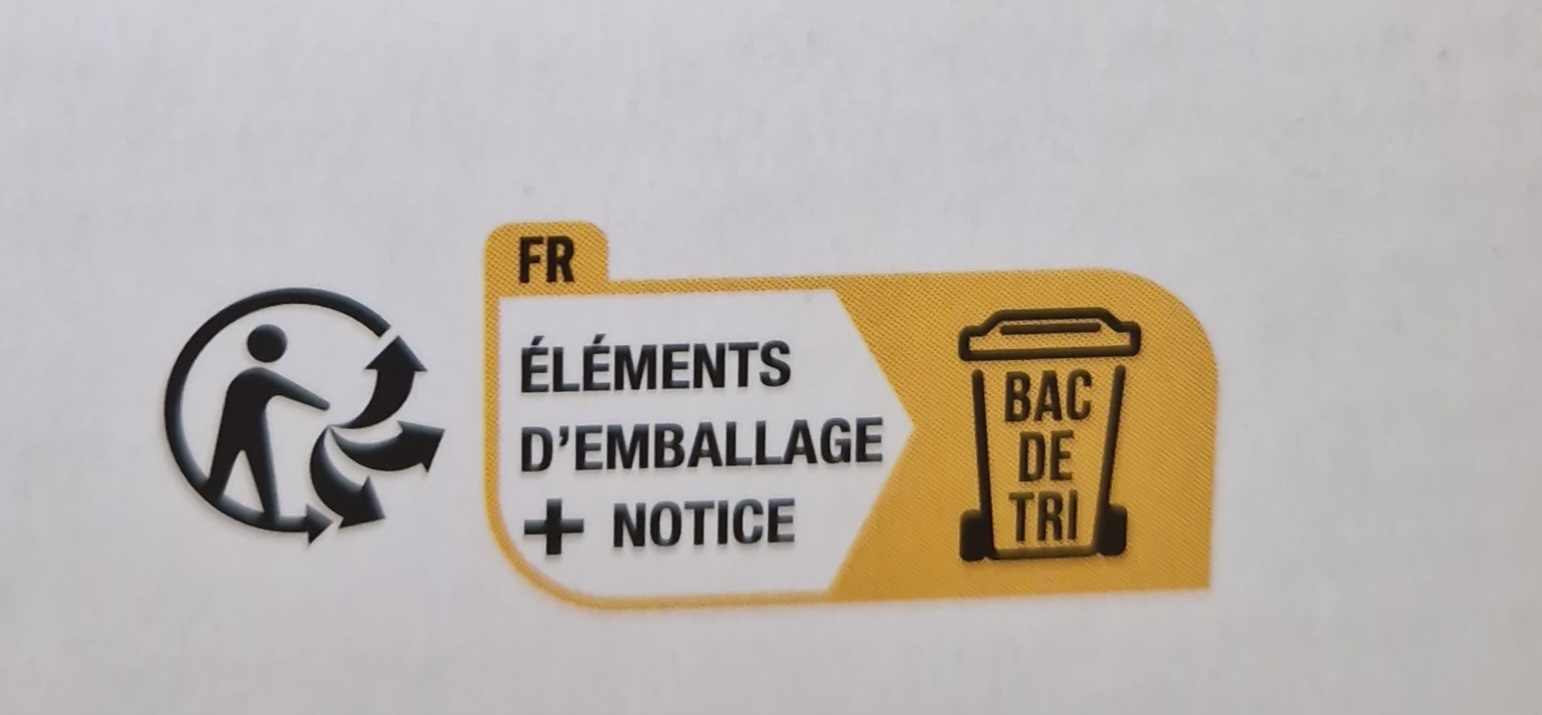 FR
ÉLÉMENTS
D'EMBALLAGE
+ NOTICE
BAC
DE
TRI